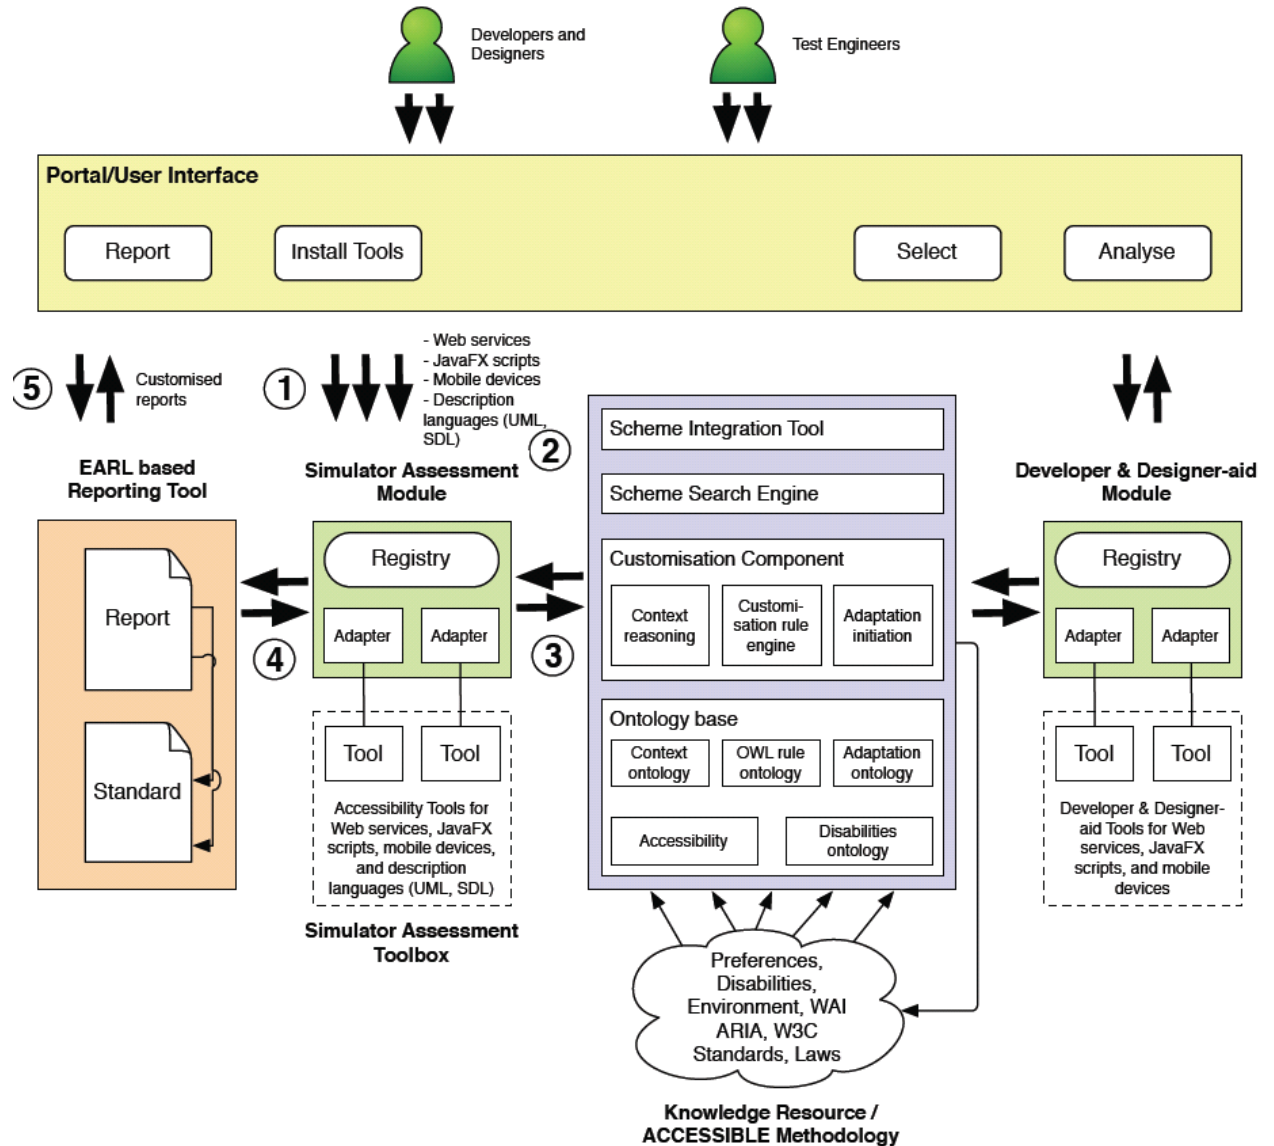 Developers and
Designers
Test Engineers
Portal/User Interface
Report
Install Tools
Select
Analyse
5
Customised
reports
1
- Web services
- JavaFX scripts
- Mobile devices
- Description
languages (UML,
SDL)
2
EARL based
Reporting Tool
Simulator Assessment
Module
Scheme Integration Tool
Scheme Search Engine
Developer & Designer-aid
Module
Report
Standard
4
Registry
Adapter
Adapter
Tool
Tool
Accessibility Tools for
Web services, JavaFX
scripts, mobile devices,
and description
languages (UML, SDL)
Simulator Assessment
Toolbox
3
Customisation Component
Context
reasoning
Customi-
sation rule
engine
Adaptation
initiation
Ontology base
Context
ontology
OWL rule
ontology
Adaptation
ontology
Accessibility
Disabilities
ontology
Registry
Adapter
Adapter
Tool
Tool
Developer & Designer-
aid Tools for Web
services, JavaFX
scripts, and mobile
devices
Preferences,
Disabilities,
Environment, WAI
ARIA, W3C
Standards, Laws
Knowledge Resource /
ACCESSIBLE Methodology